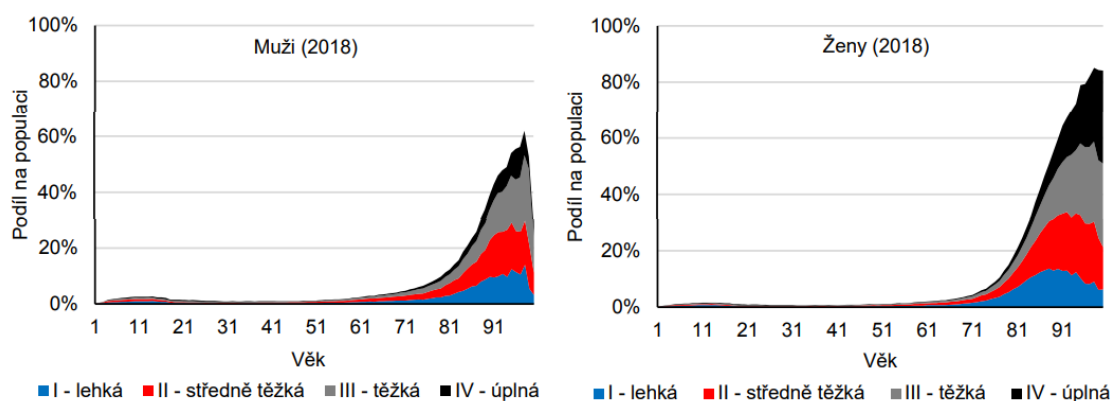 Muži (2018)
Podíl na populaci
100%
80%
60%
40%
20%
0%
1 11 21 31 41 51 61 71 81 91
Věk
I - lehká II - středně těžká III - těžká IV - úplná
Ženy (2018)
Podíl na populaci
100%
80%
60%
40%
20%
0%
1 11 21 31 41 51 61 71 81 91
Věk
I - lehká II - středně těžká III - těžká IV - úplná